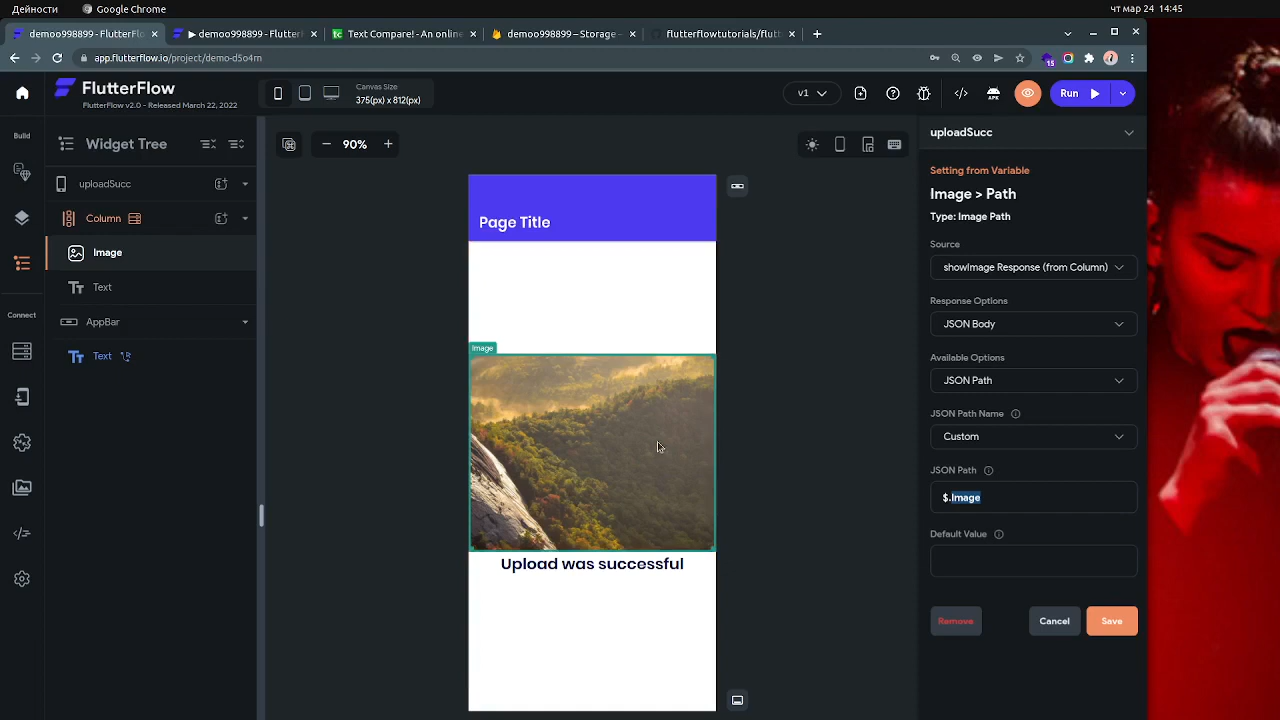 Дейности
Google Chrome
чт мар 24 14:45
demoo998899 - FlutterFlow
demoo998899 - FlutterFl
Text Compare! - An onlin
demoo998899 – Storage –
flutterflowtutorials/flutt
app.flutterflow.io/project/demo-d5o4m
15
FlutterFlow
FlutterFlow v2.0 - Released March 22, 2022
Canvas Size
375(px) x 812(px)
v1
APK
Run
Build
Connect
Widget Tree
uploadSucc
Column
Image
Text
AppBar
Text
90%
Page Title
Image
Upload was successful
uploadSucc
Setting from Variable
Image > Path
Type: Image Path
Source
showImage Response (from Column)
Response Options
JSON Body
Available Options
JSON Path
JSON Path Name
Custom
JSON Path
$.Image
Default Value
Remove
Cancel
Save